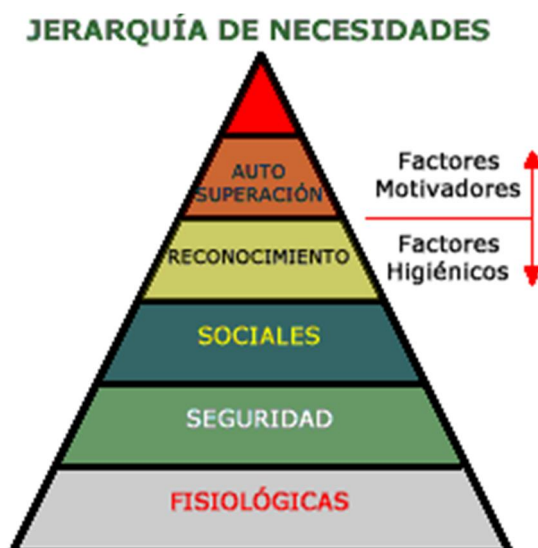 JERARQUÍA DE NECESIDADES
AUTO
SUPERACIÓN
Factores
Motivadores
RECONOCIMIENTO
Factores
Higiénicos
SOCIALES
SEGURIDAD
FISIOLÓGICAS